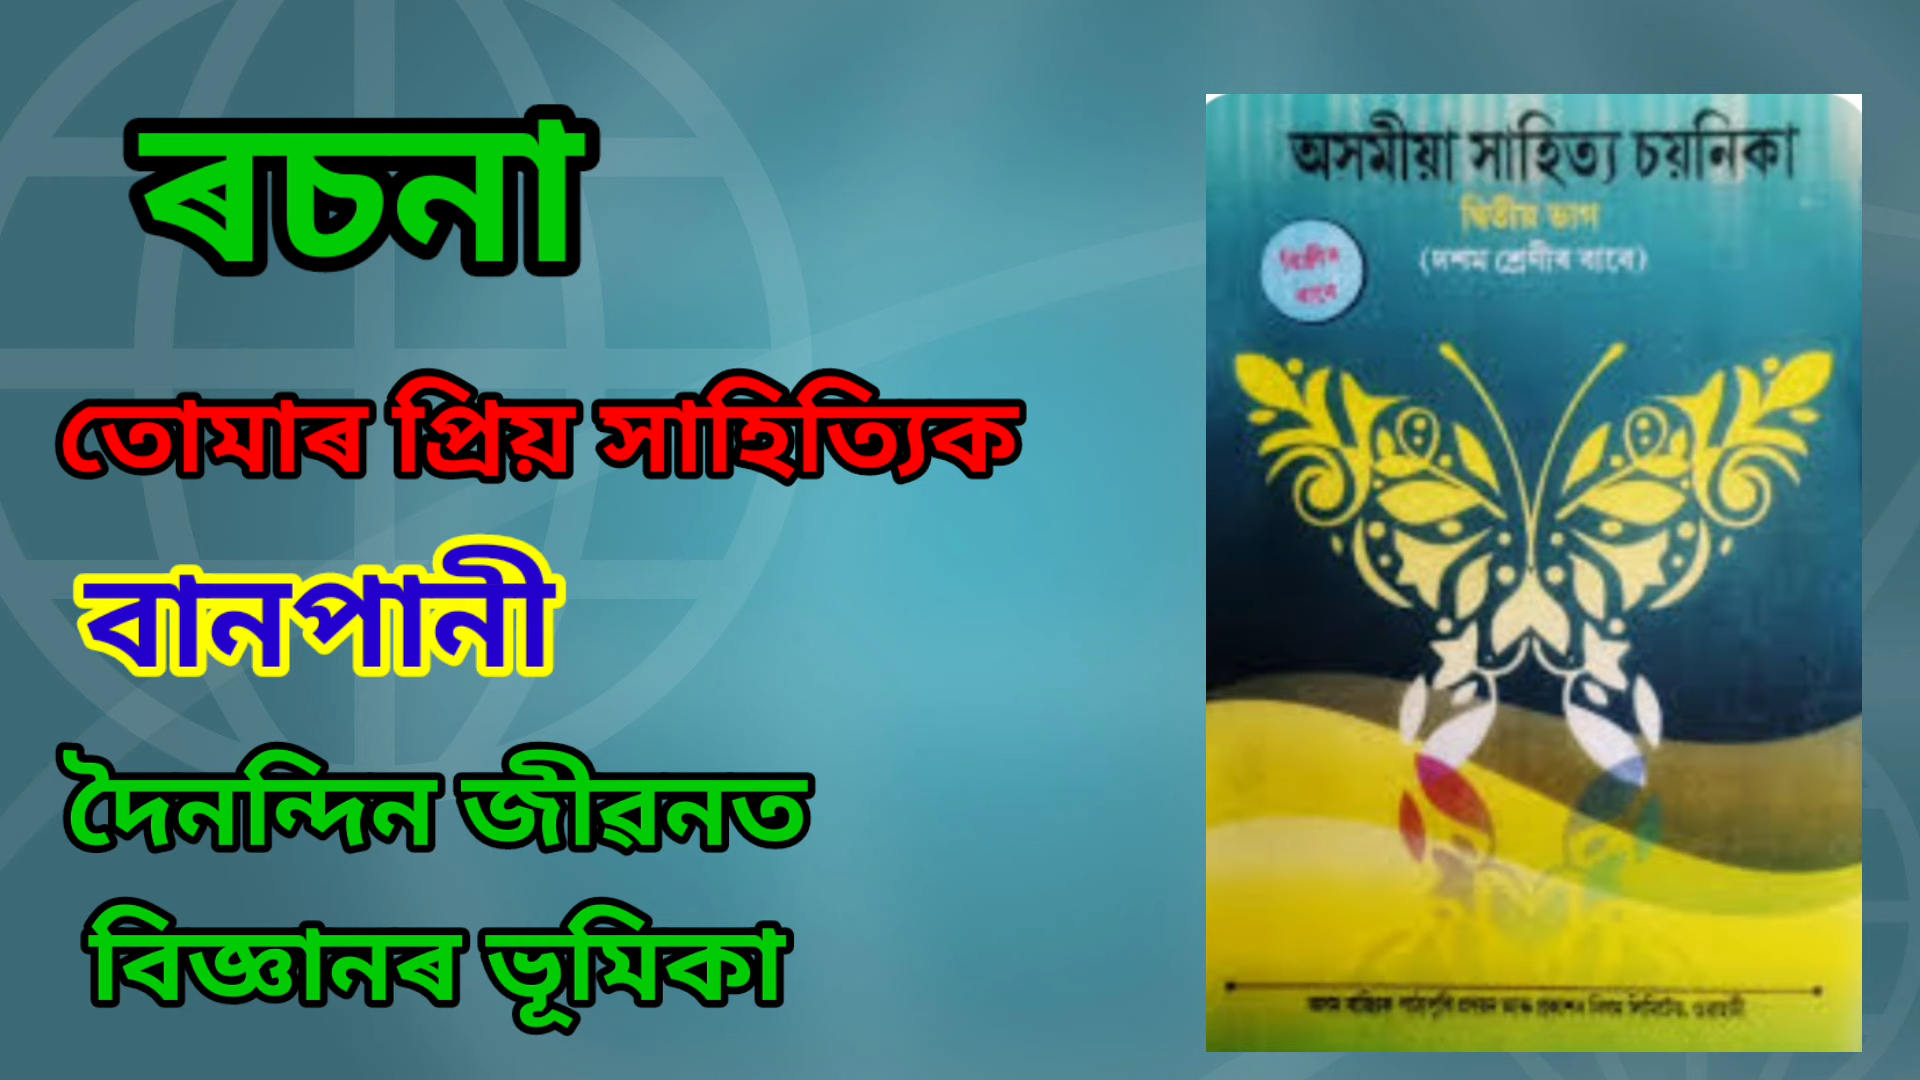 ৰচনা
তোমাৰ প্ৰিয় সাহিত্যিক
বানপানী
দৈনন্দিন জীৱনত
বিজ্ঞানৰ ভূমিকা
অসমীয়া সাহিত্য চয়নিকা
দ্বিতীয় ভাগ
(দশম শ্ৰেণীৰ বাবে)
বাবে